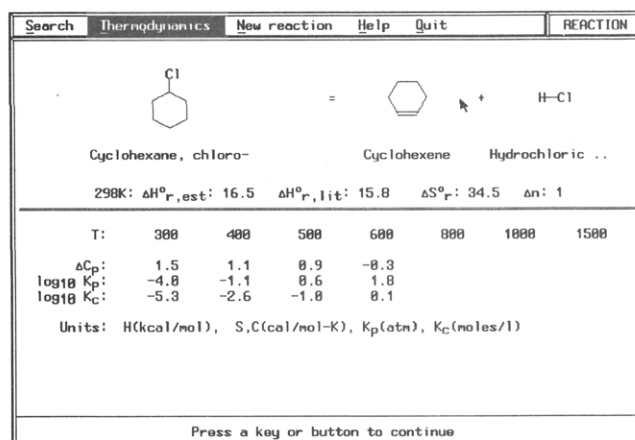 Search Thermodynamics New reaction Help Quit REACTION
Cl
= + H—Cl
Cyclohexane, chloro- Cyclohexene Hydrochloric ..
298K: ΔH°r,est: 16.5 ΔH°r,lit: 15.8 ΔS°r: 34.5 Δn: 1
T: 300 400 500 600 800 1000 1500
ΔCp: 1.5 1.1 0.9 -0.3
log10 Kp: -4.0 -1.1 0.6 1.8
log10 Kc: -5.3 -2.6 -1.0 0.1
Units: H(kcal/mol), S,C(cal/mol-K), Kp(atm), Kc(moles/l)
Press a key or button to continue